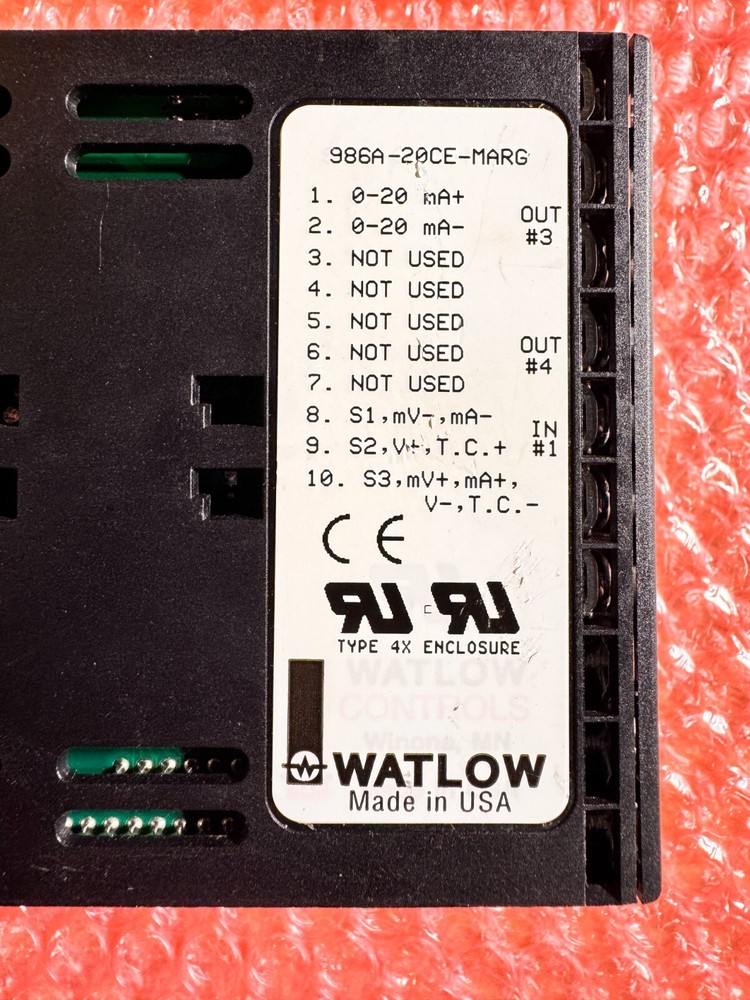 986A-20CE-MARG
1. 0-20 mA+
2. 0-20 mA-
OUT
#3
3. NOT USED
4. NOT USED
5. NOT USED
6. NOT USED
OUT
#4
7. NOT USED
8. S1,mV-,mA-
9. S2,V+,T.C.+
IN
#1
10. S3,mV+,mA+,
V-,T.C.-
CE
RU RU
TYPE 4X ENCLOSURE
WATLOW
CONTROLS
Winona, MN
WATLOW
Made in USA